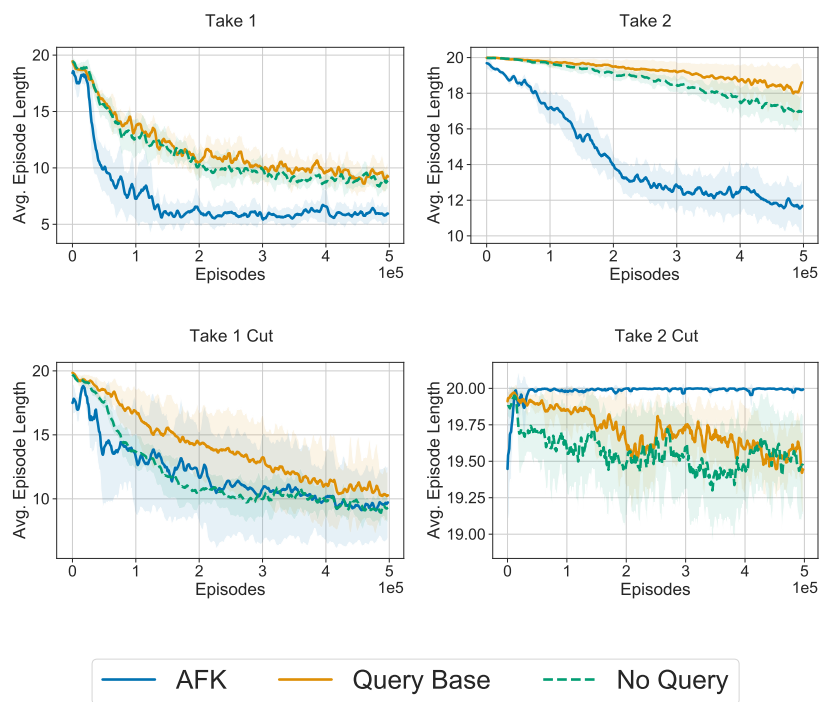 Take 1
Take 2
Avg. Episode Length
20
15
10
5
0 1 2 3 4 5
Episodes
1e5
Avg. Episode Length
20
18
16
14
12
10
0 1 2 3 4 5
Episodes
1e5
Take 1 Cut
Take 2 Cut
Avg. Episode Length
20
15
10
0 1 2 3 4 5
Episodes
1e5
Avg. Episode Length
20.00
19.75
19.50
19.25
19.00
0 1 2 3 4 5
Episodes
1e5
AFK Query Base No Query